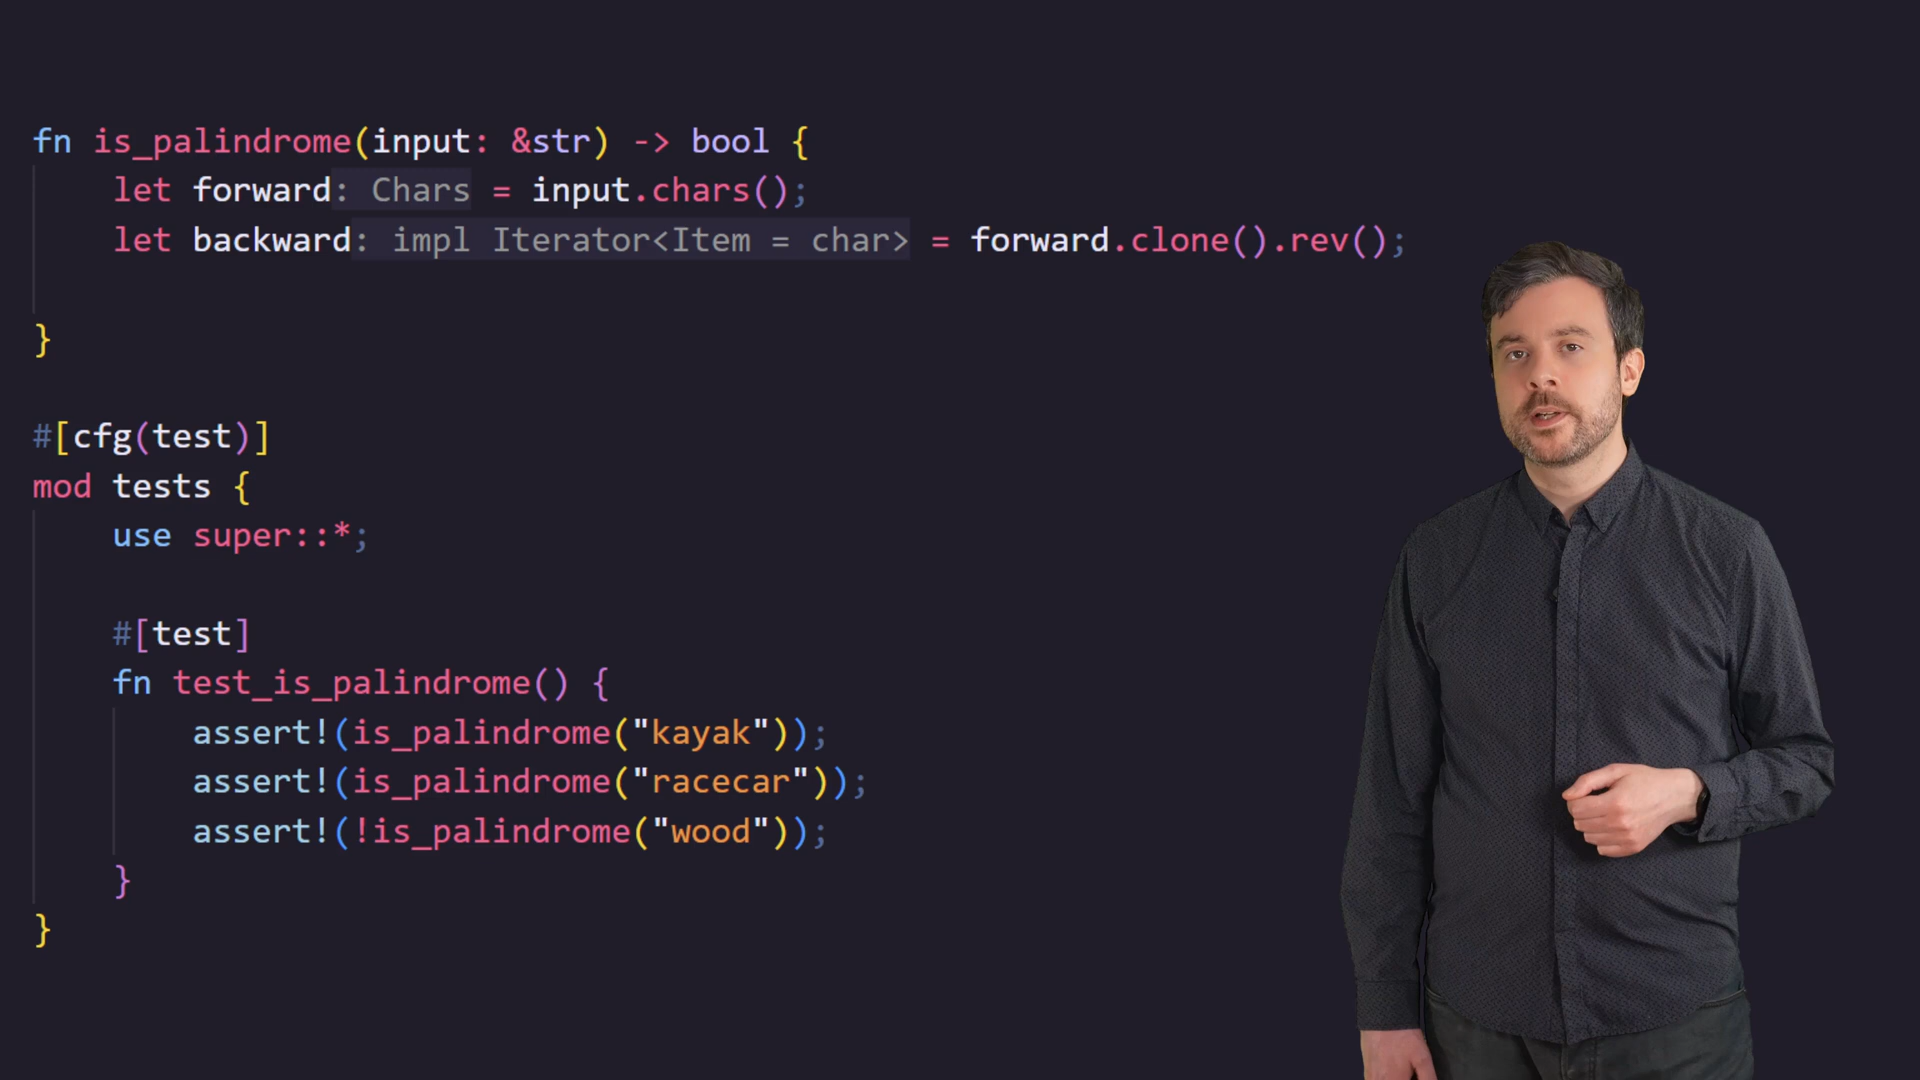 fn is_palindrome(input: &str) -> bool {
    let forward: Chars = input.chars();
    let backward: impl Iterator<Item = char> = forward.clone().rev();

}

#[cfg(test)]
mod tests {
    use super::*;

    #[test]
    fn test_is_palindrome() {
        assert!(is_palindrome("kayak"));
        assert!(is_palindrome("racecar"));
        assert!(!is_palindrome("wood"));
    }
}